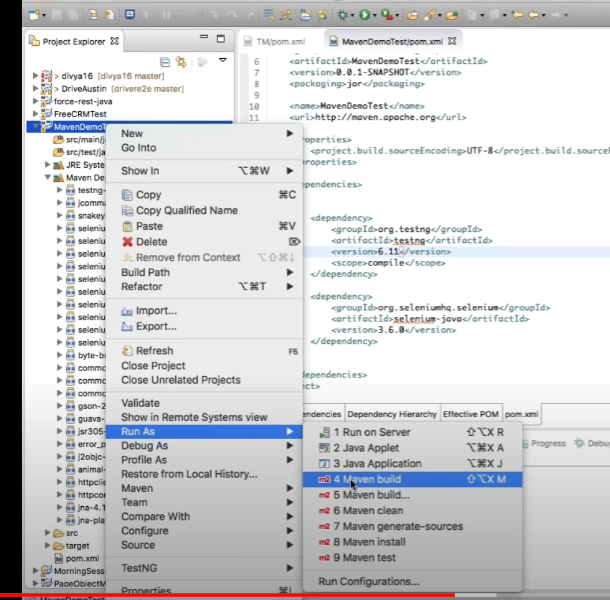 Project Explorer
TM/pom.xml
MavenDemoTest/pom.xml
> divya16 [divya16 master]
> DriveAustin [drivere2e master]
force-rest-java
FreeCRMTest
MavenDemoT
src/main/j
src/test/ja
JRE Syste
Maven De
testng-
jcomma
snakey
seleniu
seleniu
seleniu
seleniu
seleniu
seleniu
seleniu
seleniu
seleniu
seleniu
byte-bu
commo
commo
gson-2
guava-
jsr305-
error_p
j2objc-
animal-
httpclie
httpcor
jna-4.1
jna-pla
src
target
pom.xml
MorningSess
PageObjectM
6 <artifactId>MavenDemoTest</artifactId>
7 <version>0.0.1-SNAPSHOT</version>
8 <packaging>jar</packaging>
9
10 <name>MavenDemoTest</name>
11 <url>http://maven.apache.org</url>
roperties>
<project.build.sourceEncoding>UTF-8</project.build.source
properties>
ependencies>
<dependency>
<groupId>org.testng</groupId>
<artifactId>testng</artifactId>
<version>6.11</version>
<scope>compile</scope>
</dependency>
<dependency>
<groupId>org.seleniumhq.selenium</groupId>
<artifactId>selenium-java</artifactId>
<version>3.6.0</version>
</dependency>
dependencies>
ct>
endencies
Dependency Hierarchy
Effective POM
pom.xml
Progress
Debug
New
Go Into
Show In ⌥⌘W
Copy ⌘C
Copy Qualified Name
Paste ⌘V
Delete ⌦
Remove from Context ⌥⇧⌘↓
Build Path
Refactor ⌥⌘T
Import...
Export...
Refresh F5
Close Project
Close Unrelated Projects
Validate
Show in Remote Systems view
Run As
Debug As
Profile As
Restore from Local History...
Maven
Team
Compare With
Configure
Source
TestNG
Properties ⌘I
1 Run on Server ⇧⌥X R
2 Java Applet ⌥⌘X A
3 Java Application ⌥⌘X J
m2 4 Maven build ⇧⌥X M
m2 5 Maven build...
m2 6 Maven clean
m2 7 Maven generate-sources
m2 8 Maven install
m2 9 Maven test
Run Configurations...